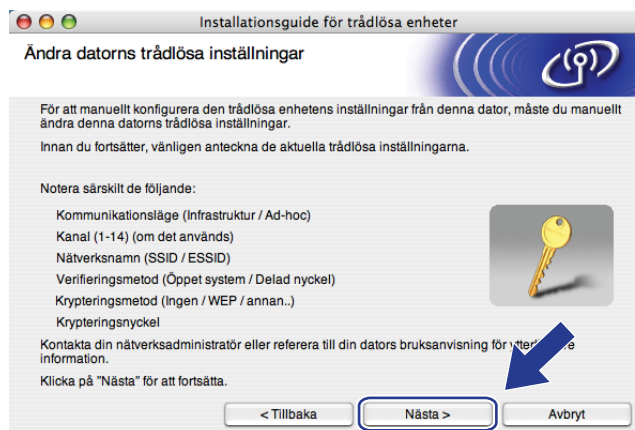 Installationsguide för trådlösa enheter
Ändra datorns trådlösa inställningar
För att manuellt konfigurera den trådlösa enhetens inställningar från denna dator, måste du manuellt
ändra denna datorns trådlösa inställningar.
Innan du fortsätter, vänligen anteckna de aktuella trådlösa inställningarna.
Notera särskilt de följande:
Kommunikationsläge (Infrastruktur / Ad-hoc)
Kanal (1-14) (om det används)
Nätverksnamn (SSID / ESSID)
Verifieringsmetod (Öppet system / Delad nyckel)
Krypteringsmetod (Ingen / WEP / annan..)
Krypteringsnyckel
Kontakta din nätverksadministratör eller referera till din dators bruksanvisning för
information.
Klicka på "Nästa" för att fortsätta.
< Tillbaka
Nästa >
Avbryt